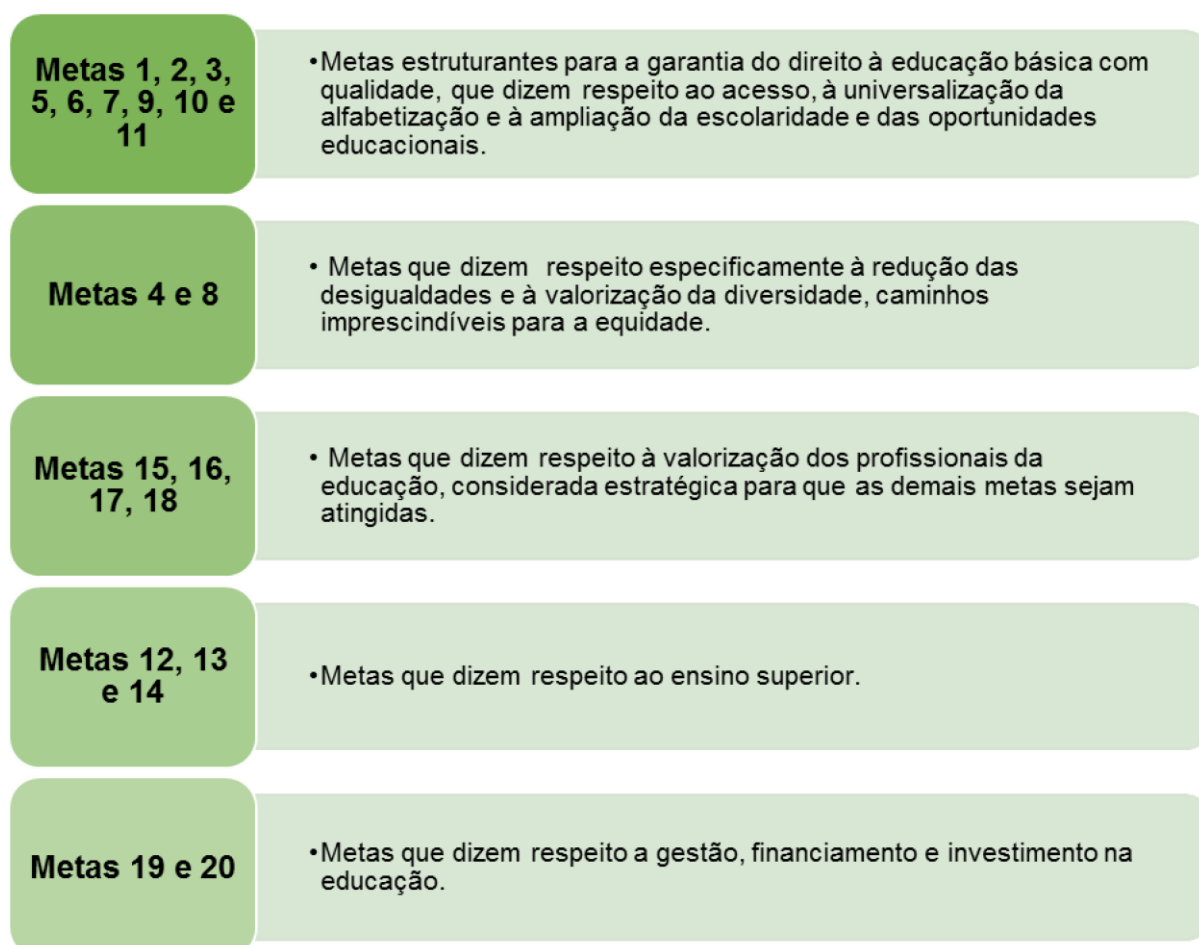 Metas 1, 2, 3,
5, 6, 7, 9, 10 e
11
•Metas estruturantes para a garantia do direito à educação básica com
qualidade, que dizem respeito ao acesso, à universalização da
alfabetização e à ampliação da escolaridade e das oportunidades
educacionais.
Metas 4 e 8
• Metas que dizem respeito especificamente à redução das
desigualdades e à valorização da diversidade, caminhos
imprescindíveis para a equidade.
Metas 15, 16,
17, 18
• Metas que dizem respeito à valorização dos profissionais da
educação, considerada estratégica para que as demais metas sejam
atingidas.
Metas 12, 13
e 14
•Metas que dizem respeito ao ensino superior.
Metas 19 e 20
•Metas que dizem respeito a gestão, financiamento e investimento na
educação.